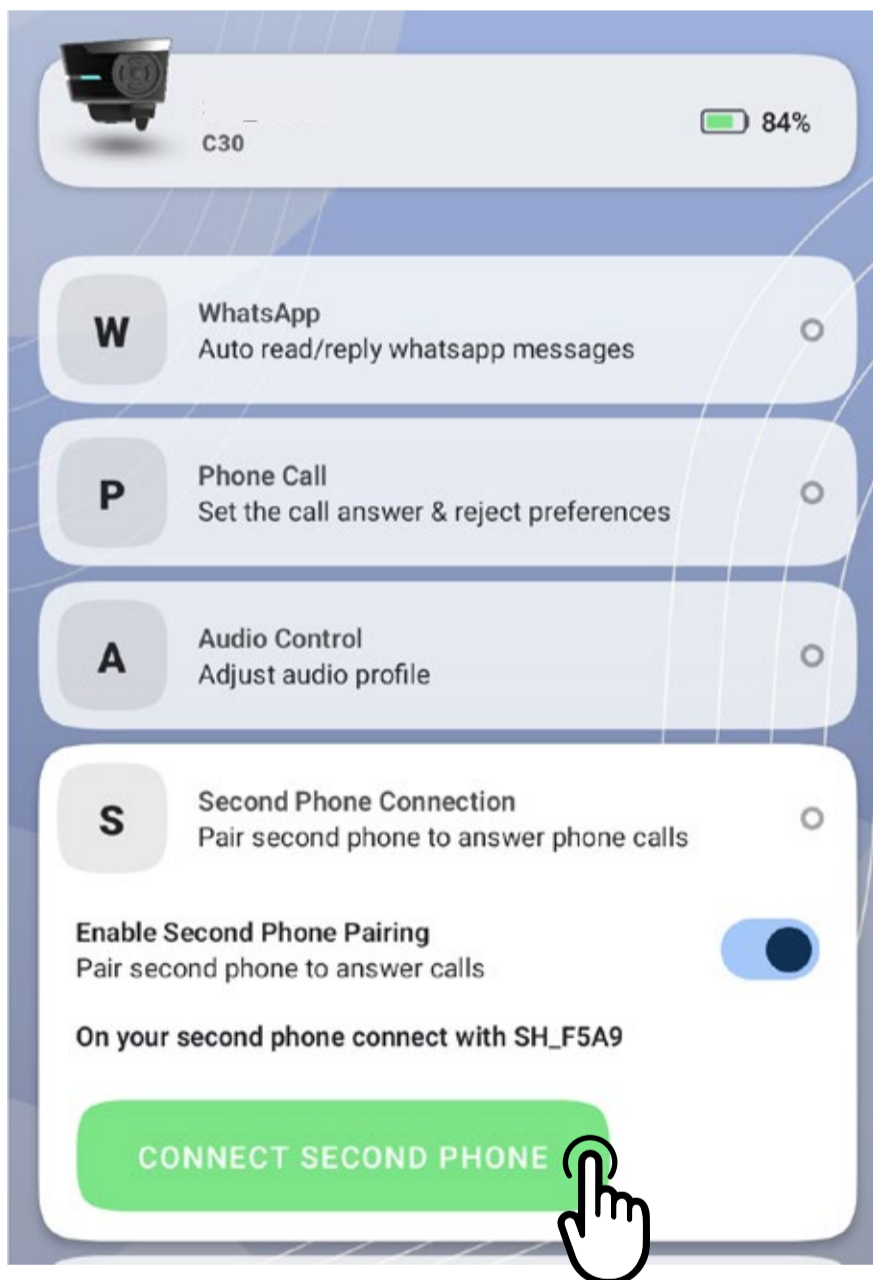 C30
84%
W
WhatsApp
Auto read/reply whatsapp messages
P
Phone Call
Set the call answer & reject preferences
A
Audio Control
Adjust audio profile
S
Second Phone Connection
Pair second phone to answer phone calls
Enable Second Phone Pairing
Pair second phone to answer calls
On your second phone connect with SH_F5A9
CONNECT SECOND PHONE